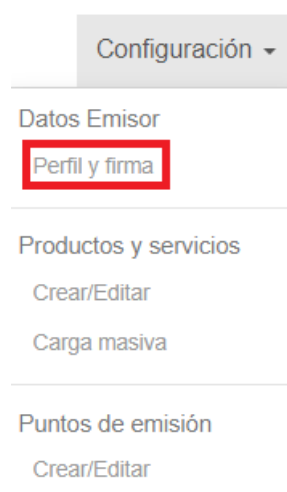 Configuración
Datos Emisor
Perfil y firma
Productos y servicios
Crear/Editar
Carga masiva
Puntos de emisión
Crear/Editar